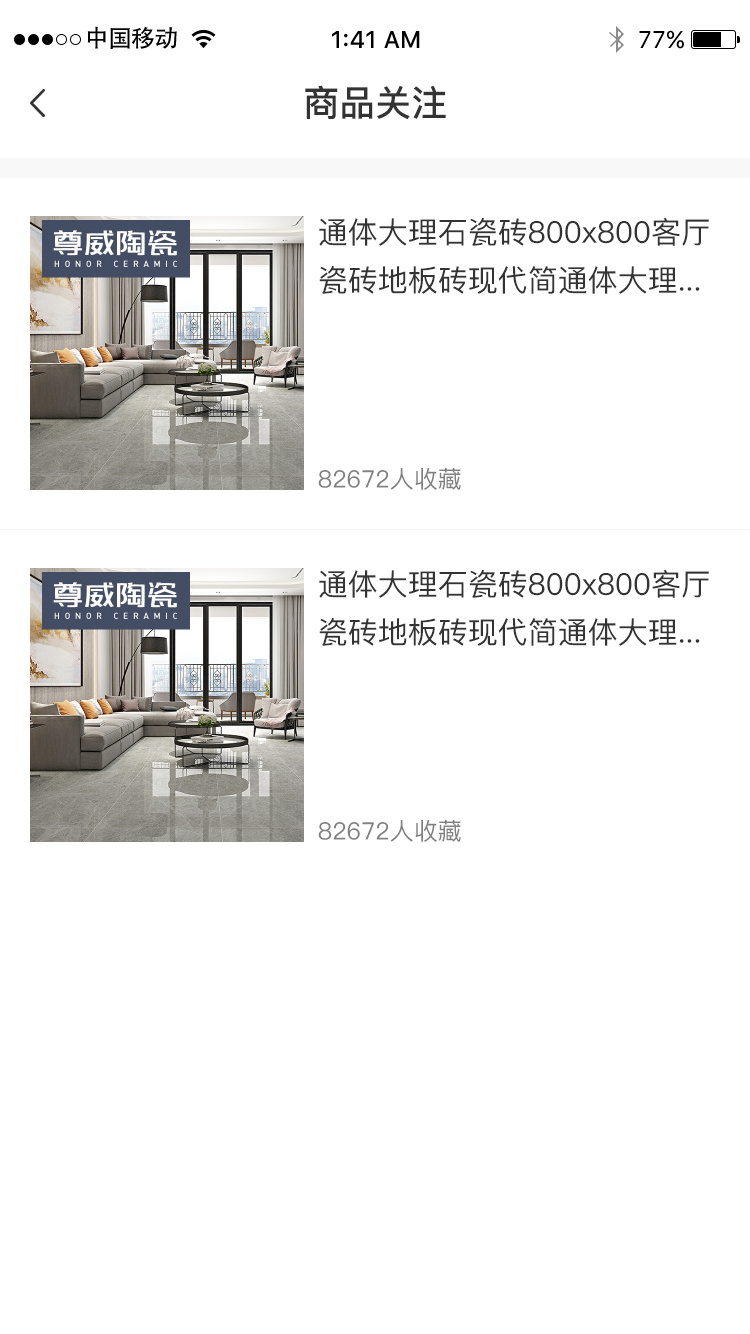 中国移动
1:41 AM
77%
商品关注
尊威陶瓷
HONOR CERAMIC
通体大理石瓷砖800x800客厅
瓷砖地板砖现代简通体大理...
82672人收藏
尊威陶瓷
HONOR CERAMIC
通体大理石瓷砖800x800客厅
瓷砖地板砖现代简通体大理...
82672人收藏